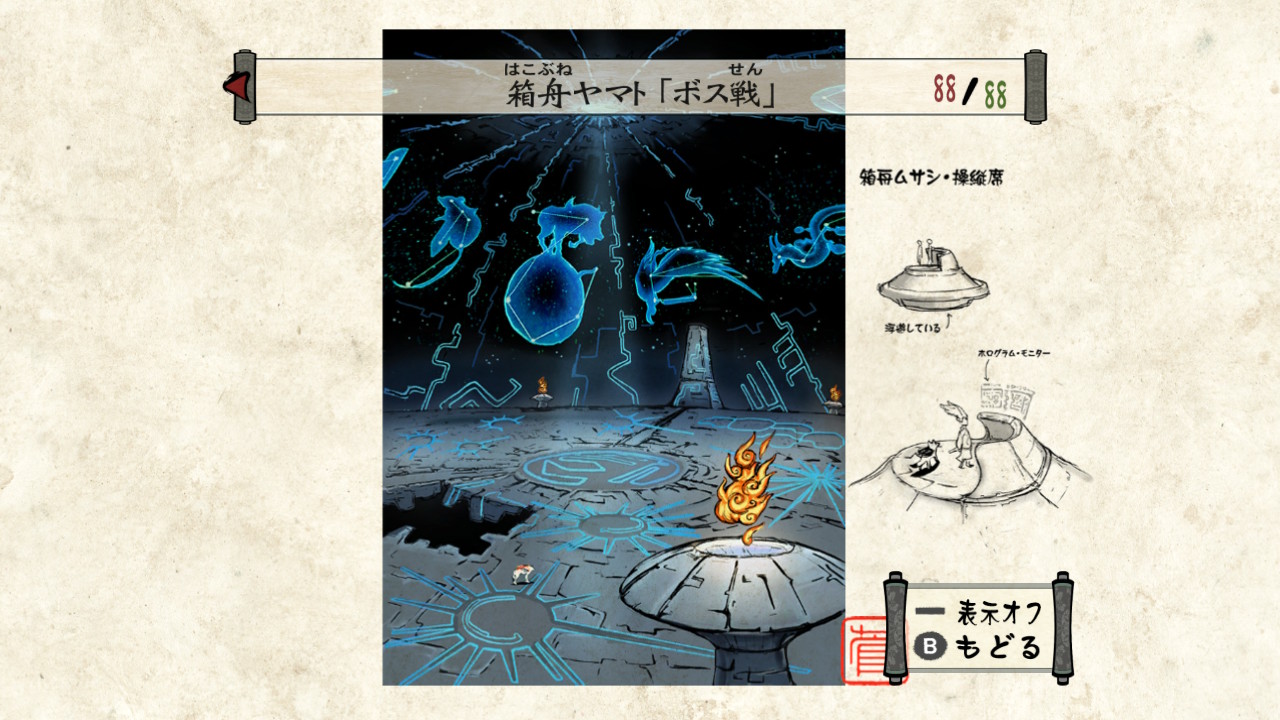 はこぶね せん
箱舟ヤマト「ボス戦」
88/88
箱舟ムサシ・操縦席
浮遊している
ホログラム・モニター
表示オフ
B もどる